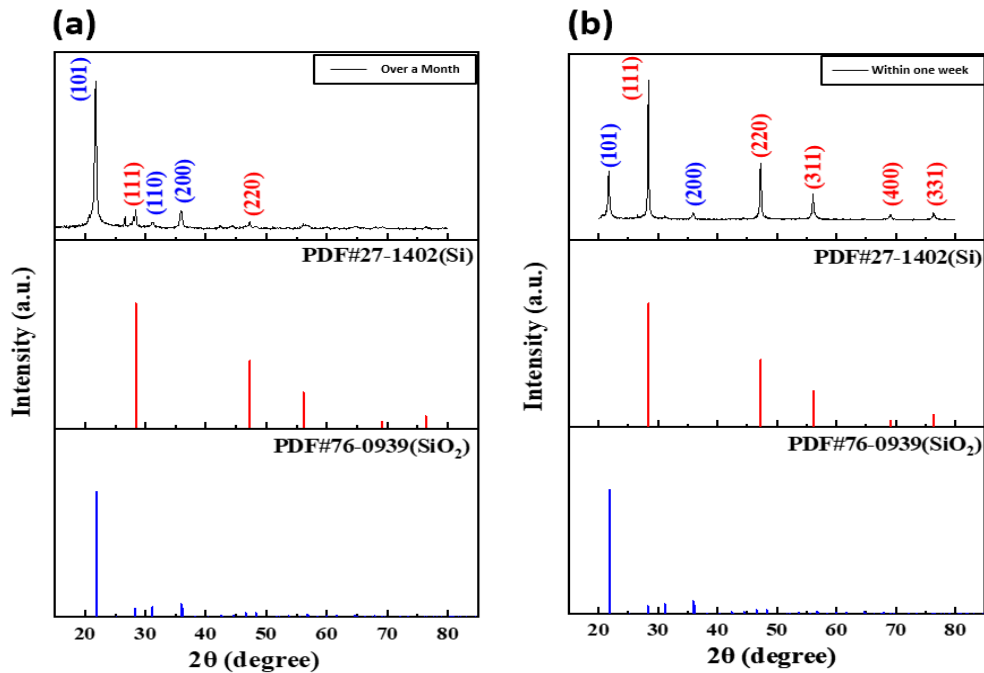 (a)
Over a Month
(101)
(111)
(110)
(200)
(220)
PDF#27-1402(Si)
PDF#76-0939(SiO₂)
Intensity (a.u.)
20 30 40 50 60 70 80
2θ (degree)
(b)
Within one week
(101)
(111)
(200)
(220)
(311)
(400)
(331)
PDF#27-1402(Si)
PDF#76-0939(SiO₂)
Intensity (a.u.)
20 30 40 50 60 70 80
2θ (degree)